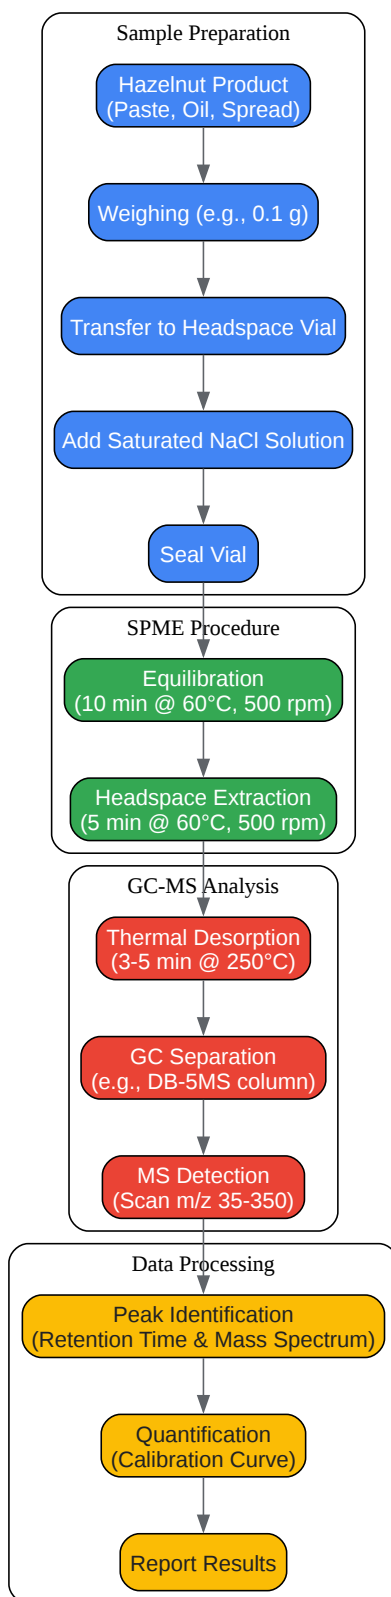 Sample Preparation
Hazelnut Product
(Paste, Oil, Spread)
Weighing (e.g., 0.1 g)
Transfer to Headspace Vial
Add Saturated NaCl Solution
Seal Vial
SPME Procedure
Equilibration
(10 min @ 60°C, 500 rpm)
Headspace Extraction
(5 min @ 60°C, 500 rpm)
GC-MS Analysis
Thermal Desorption
(3-5 min @ 250°C)
GC Separation
(e.g., DB-5MS column)
MS Detection
(Scan m/z 35-350)
Data Processing
Peak Identification
(Retention Time & Mass Spectrum)
Quantification
(Calibration Curve)
Report Results